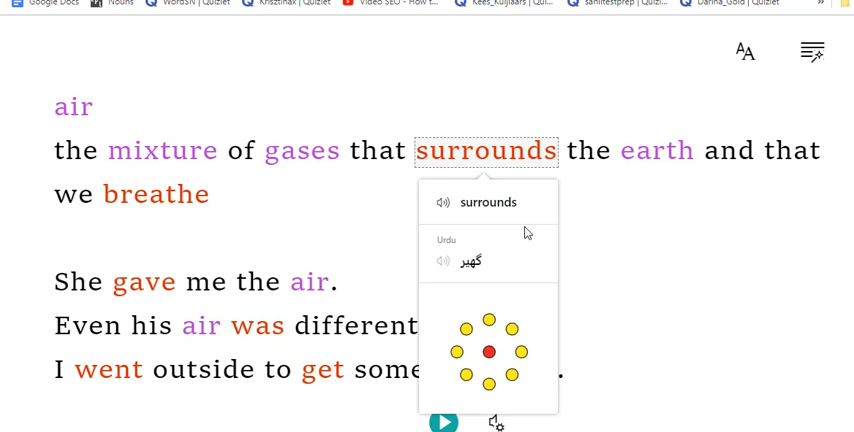 Google Docs Nouns WordSN | Quizlet Krisztinax | Quizlet Video SEO - How t... Kees_Kuijlaars | Qui... saniltestprep | Quiz... Darina_Gold | Quizlet »
air
the mixture of gases that surrounds the earth and that
we breathe
surrounds
Urdu
گھیر
She gave me the air.
Even his air was different
I went outside to get some .